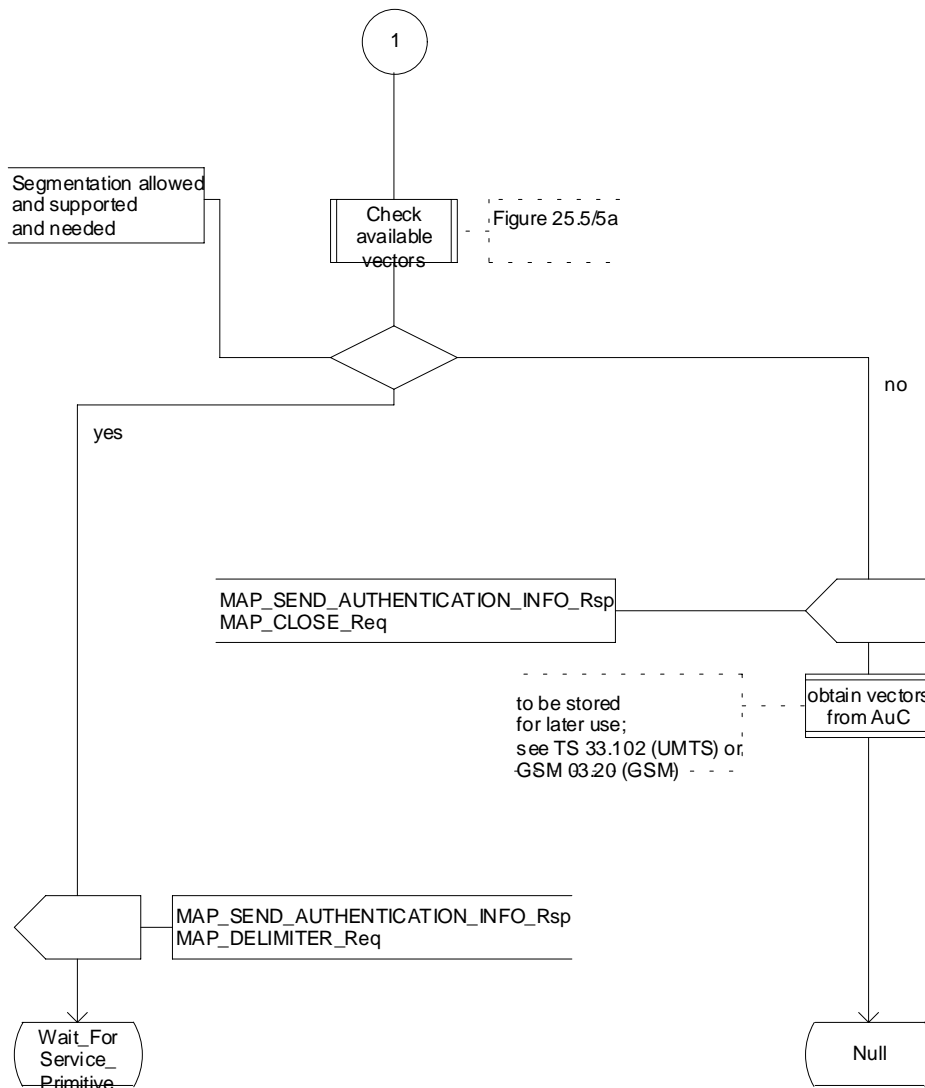 1
Segmentation allowed
and supported
and needed
Check
available
vectors
Figure 25.5/5a
no
yes
MAP_SEND_AUTHENTICATION_INFO_Rsp
MAP_CLOSE_Req
to be stored
for later use;
see TS 33.102 (UMTS) or
GSM 03.20 (GSM)
obtain vectors
from AuC
MAP_SEND_AUTHENTICATION_INFO_Rsp
MAP_DELIMITER_Req
Wait_For
Service_
Primitive
Null